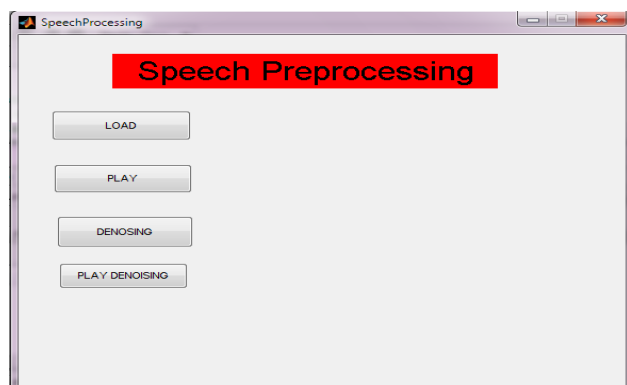 SpeechProcessing
Speech Preprocessing
LOAD
PLAY
DENOSING
PLAY DENOISING